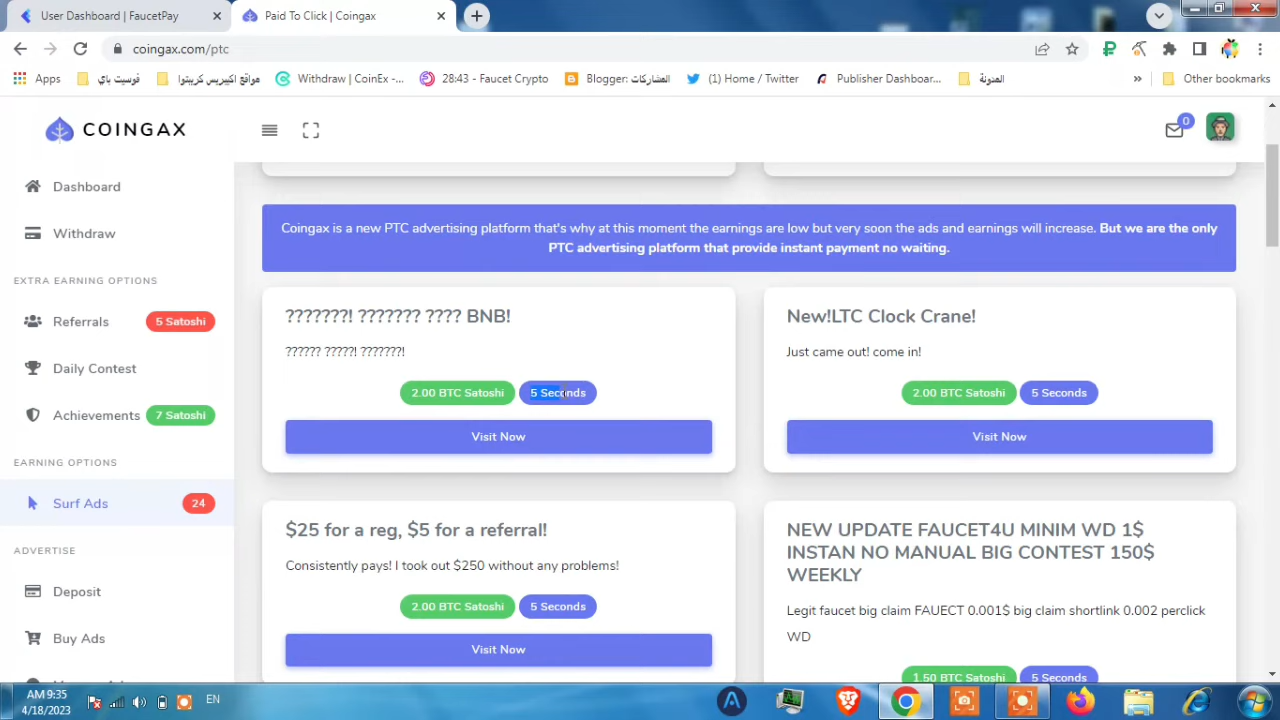 User Dashboard | FaucetPay
Paid To Click | Coingax
coingax.com/ptc
Apps
فوسيت باي
مواقع اكبيريس كريبتوا
Withdraw | CoinEx -...
28:43 - Faucet Crypto
Blogger: المشاركات
(1) Home / Twitter
Publisher Dashboar...
المدونة
»
Other bookmarks
COINGAX
0
Dashboard
Withdraw
EXTRA EARNING OPTIONS
Referrals 5 Satoshi
Daily Contest
Achievements 7 Satoshi
EARNING OPTIONS
Surf Ads 24
ADVERTISE
Deposit
Buy Ads
Coingax is a new PTC advertising platform that's why at this moment the earnings are low but very soon the ads and earnings will increase. But we are the only
PTC advertising platform that provide instant payment no waiting.
???????! ??????? ???? BNB!
?????? ?????! ???????!
2.00 BTC Satoshi 5 Seconds
Visit Now
New!LTC Clock Crane!
Just came out! come in!
2.00 BTC Satoshi 5 Seconds
Visit Now
$25 for a reg, $5 for a referral!
Consistently pays! I took out $250 without any problems!
2.00 BTC Satoshi 5 Seconds
Visit Now
NEW UPDATE FAUCET4U MINIM WD 1$
INSTAN NO MANUAL BIG CONTEST 150$
WEEKLY
Legit faucet big claim FAUECT 0.001$ big claim shortlink 0.002 perclick
WD
1.50 BTC Satoshi 5 Seconds
AM 9:35
4/18/2023
EN